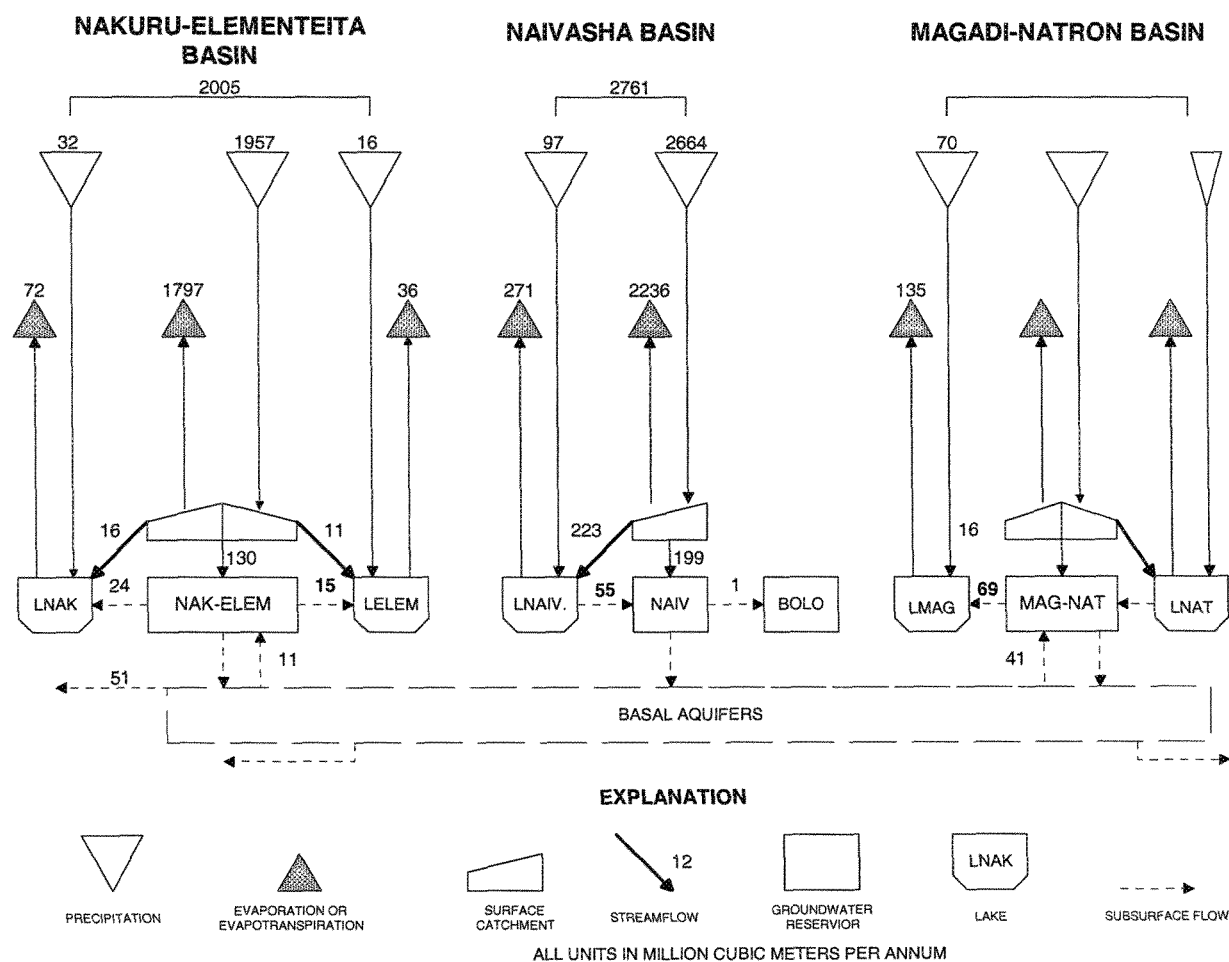 NAKURU-ELEMENTEITA
BASIN
NAIVASHA BASIN
MAGADI-NATRON BASIN
2005
2761
32
1957
16
97
2664
70
72
1797
36
271
2236
135
16
11
223
16
130
199
24
15
55
1
69
LNAK
NAK-ELEM
LELEM
LNAIV.
NAIV
BOLO
LMAG
MAG-NAT
LNAT
11
41
51
BASAL AQUIFERS
EXPLANATION
LNAK
12
PRECIPITATION
EVAPORATION OR
EVAPOTRANSPIRATION
SURFACE
CATCHMENT
STREAMFLOW
GROUNDWATER
RESERVIOR
LAKE
SUBSURFACE FLOW
ALL UNITS IN MILLION CUBIC METERS PER ANNUM